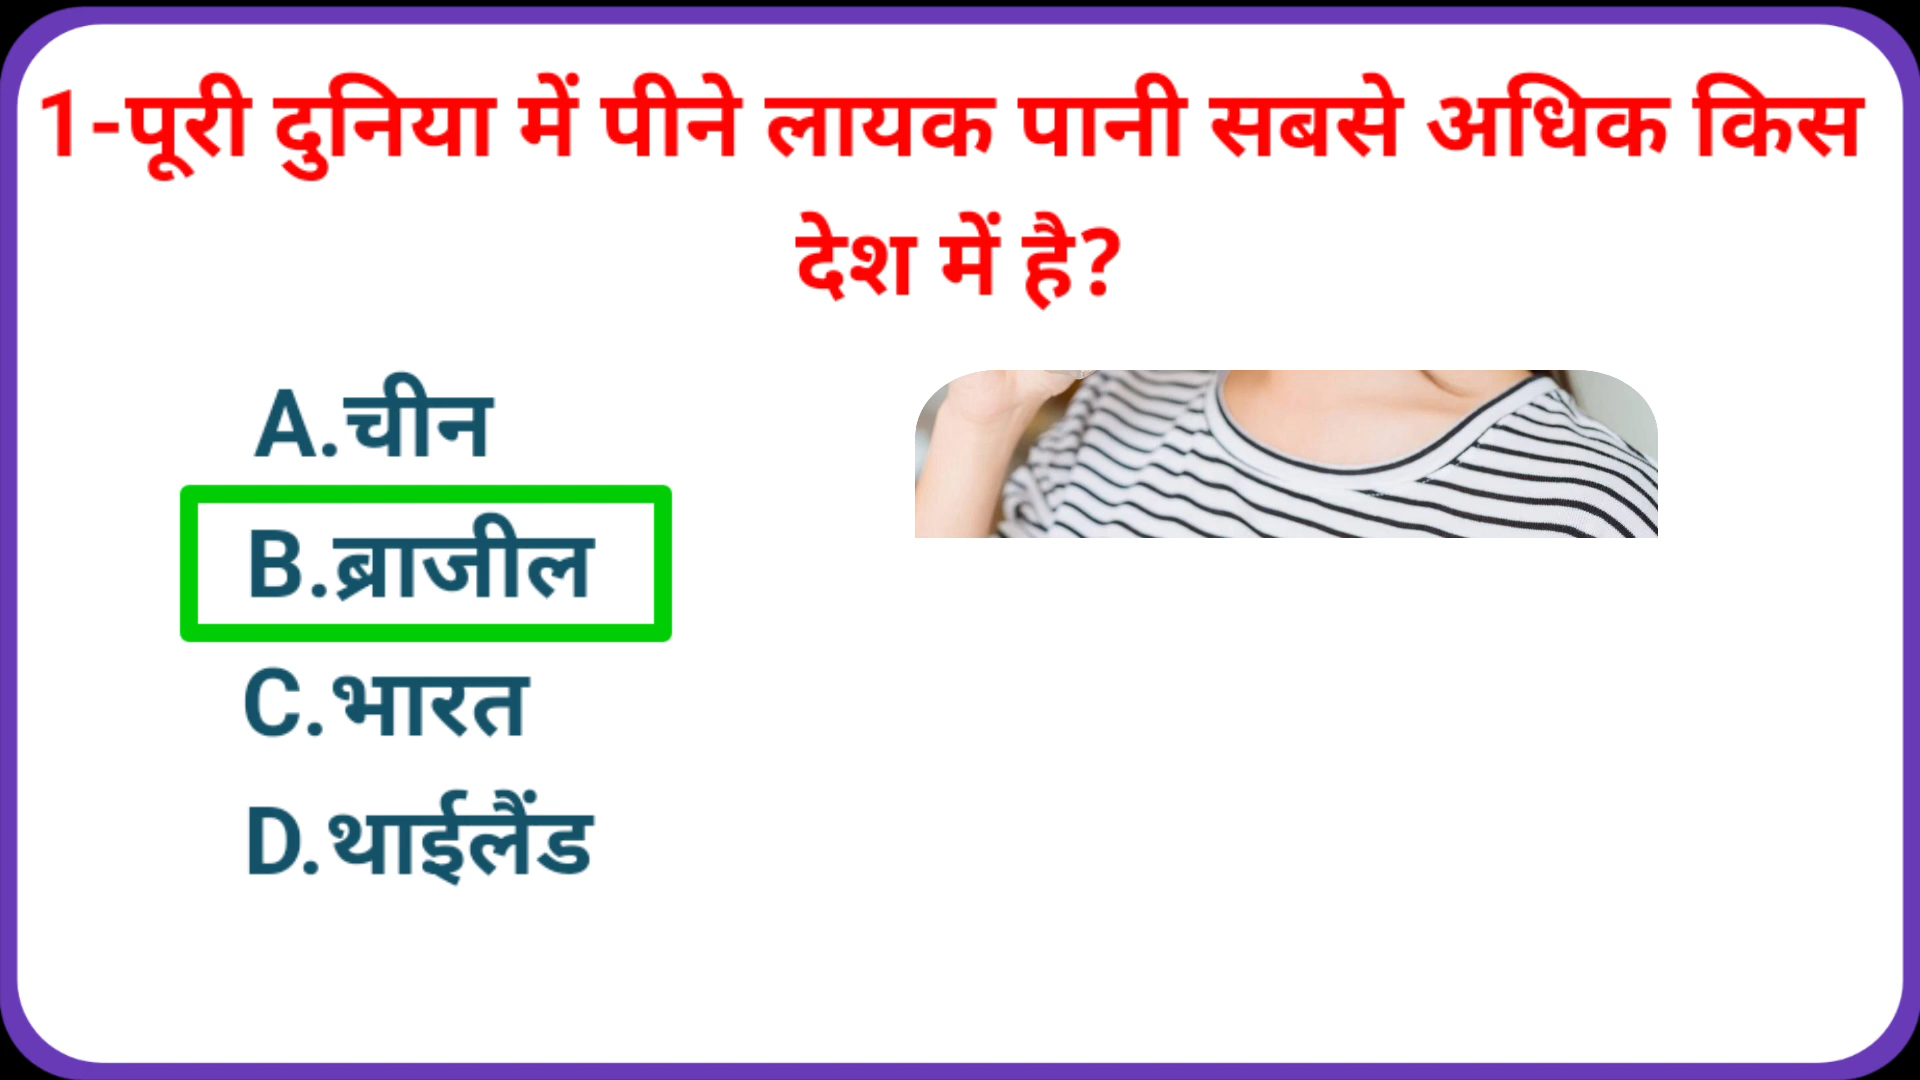 1-पूरी दुनिया में पीने लायक पानी सबसे अधिक किस
देश में है?
A.चीन
B.ब्राजील
C.भारत
D.थाईलैंड